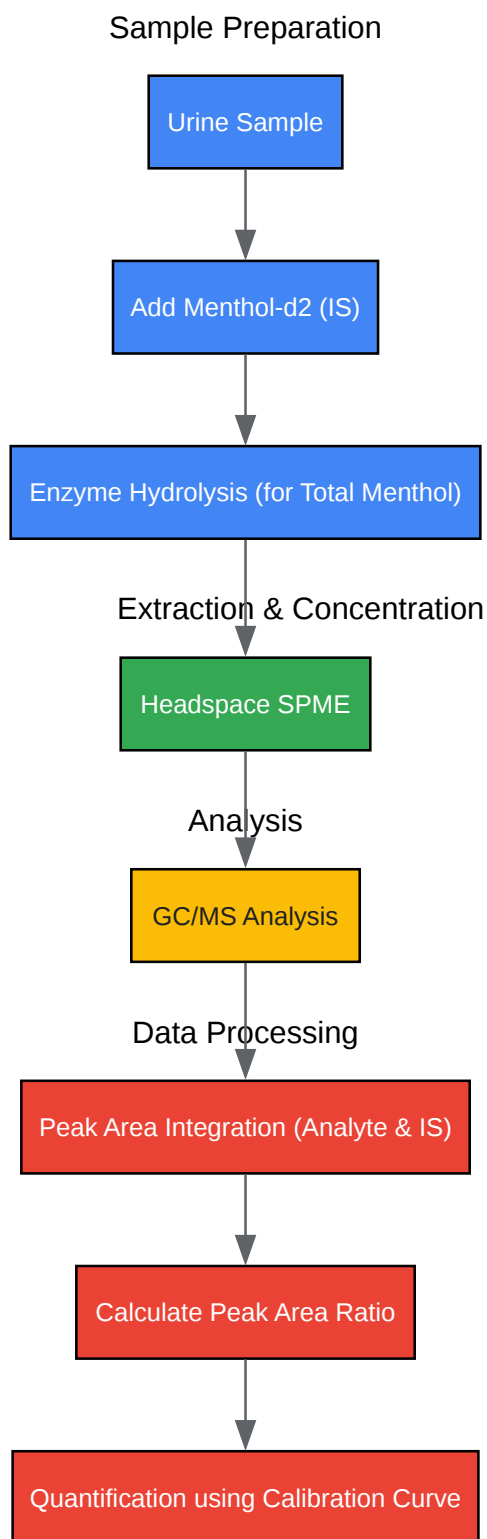 Sample Preparation
Urine Sample
Add Menthol-d2 (IS)
Enzyme Hydrolysis (for Total Menthol)
Extraction & Concentration
Headspace SPME
Analysis
GC/MS Analysis
Data Processing
Peak Area Integration (Analyte & IS)
Calculate Peak Area Ratio
Quantification using Calibration Curve